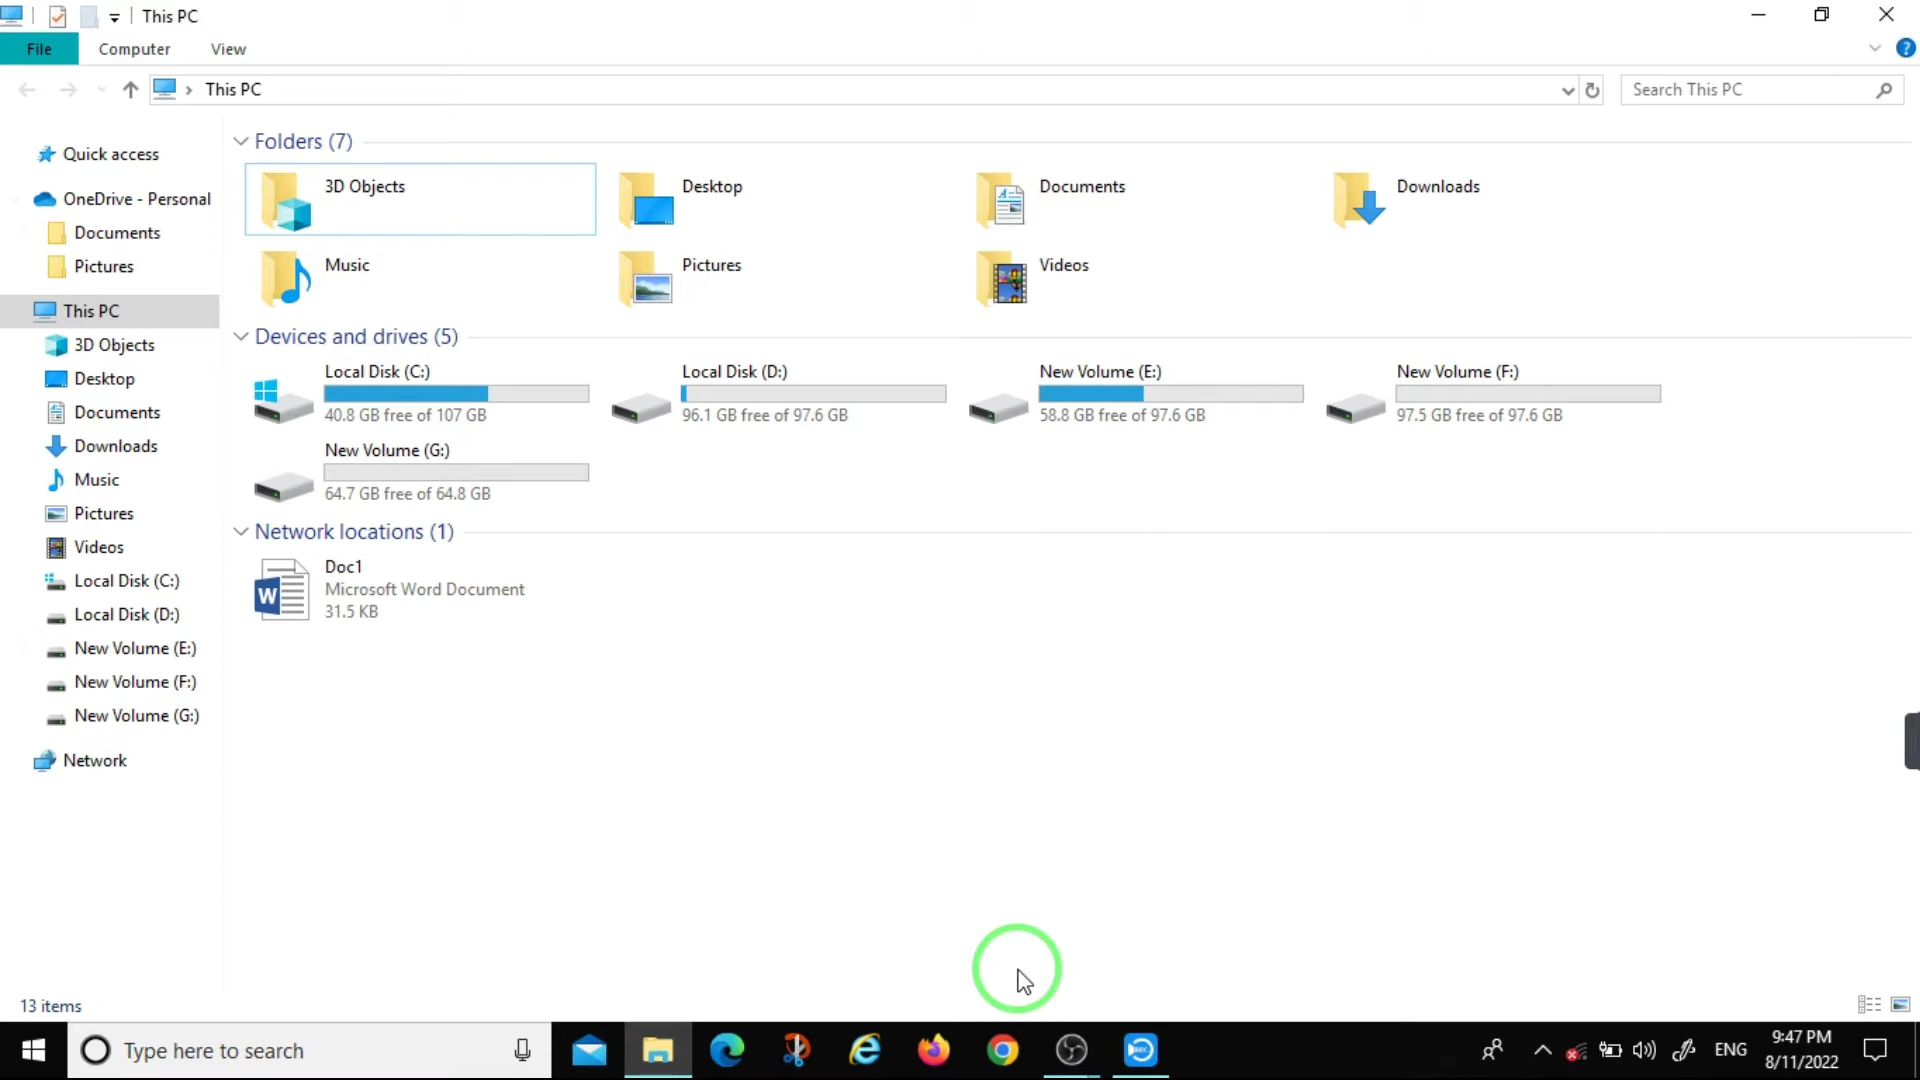 This PC
File Computer View
This PC
Search This PC
Quick access
OneDrive - Personal
Documents
Pictures
This PC
3D Objects
Desktop
Documents
Downloads
Music
Pictures
Videos
Local Disk (C:)
Local Disk (D:)
New Volume (E:)
New Volume (F:)
New Volume (G:)
Network
Folders (7)
3D Objects
Desktop
Documents
Downloads
Music
Pictures
Videos
Devices and drives (5)
Local Disk (C:)
40.8 GB free of 107 GB
Local Disk (D:)
96.1 GB free of 97.6 GB
New Volume (E:)
58.8 GB free of 97.6 GB
New Volume (F:)
97.5 GB free of 97.6 GB
New Volume (G:)
64.7 GB free of 64.8 GB
Network locations (1)
Doc1
Microsoft Word Document
31.5 KB
13 items
Type here to search
ENG
9:47 PM
8/11/2022